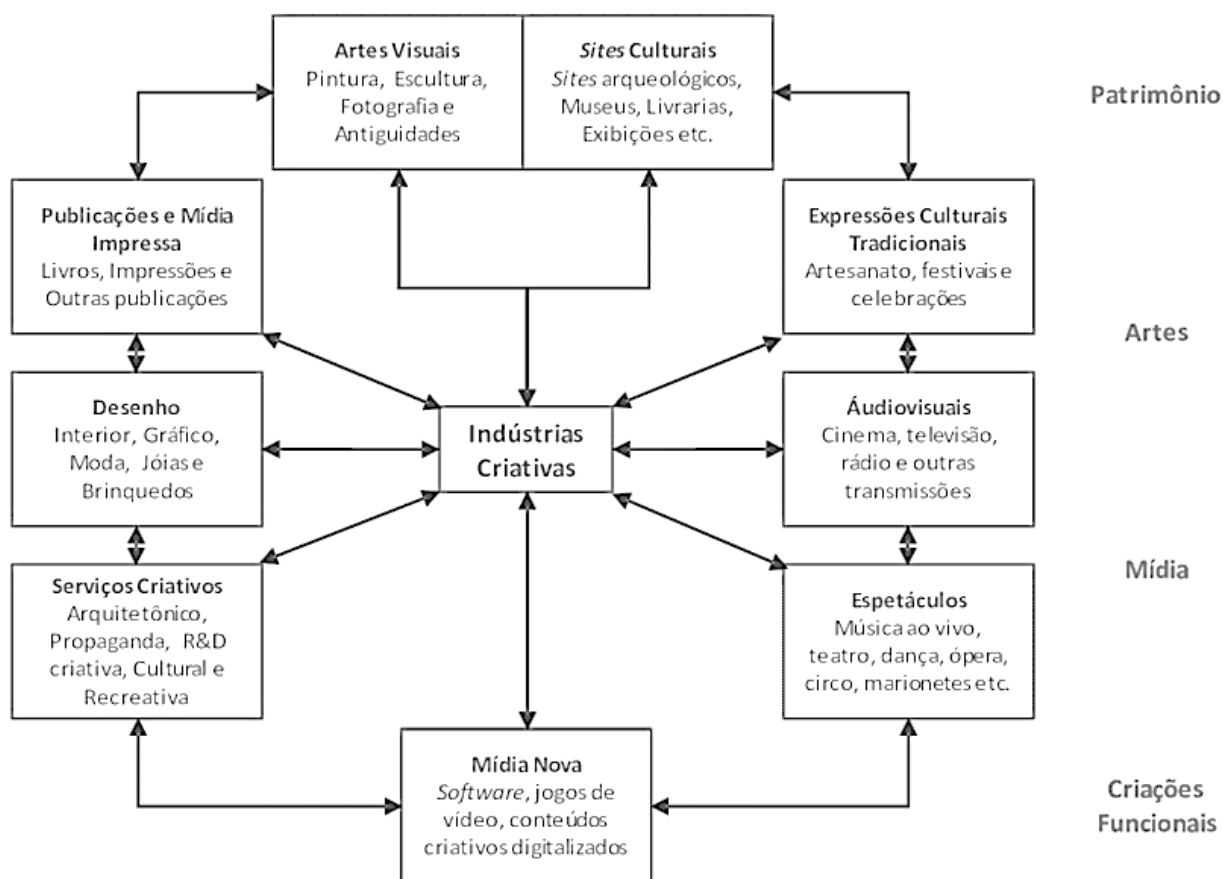 Artes Visuais
Pintura, Escultura,
Fotografia e
Antiguidades
Sites Culturais
Sites arqueológicos,
Museus, Livrarias,
Exibições etc.
Patrimônio
Publicações e Mídia
Impressa
Livros, Impressões e
Outras publicações
Expressões Culturais
Tradicionais
Artesanato, festivais e
celebrações
Artes
Desenho
Interior, Gráfico,
Moda, Jóias e
Brinquedos
Indústrias
Criativas
Áudiovisuais
Cinema, televisão,
rádio e outras
transmissões
Mídia
Serviços Criativos
Arquitetônico,
Propaganda, R&D
criativa, Cultural e
Recreativa
Espetáculos
Música ao vivo,
teatro, dança, ópera,
circo, marionetes etc.
Mídia Nova
Software, jogos de
vídeo, conteúdos
criativos digitalizados
Criações
Funcionais